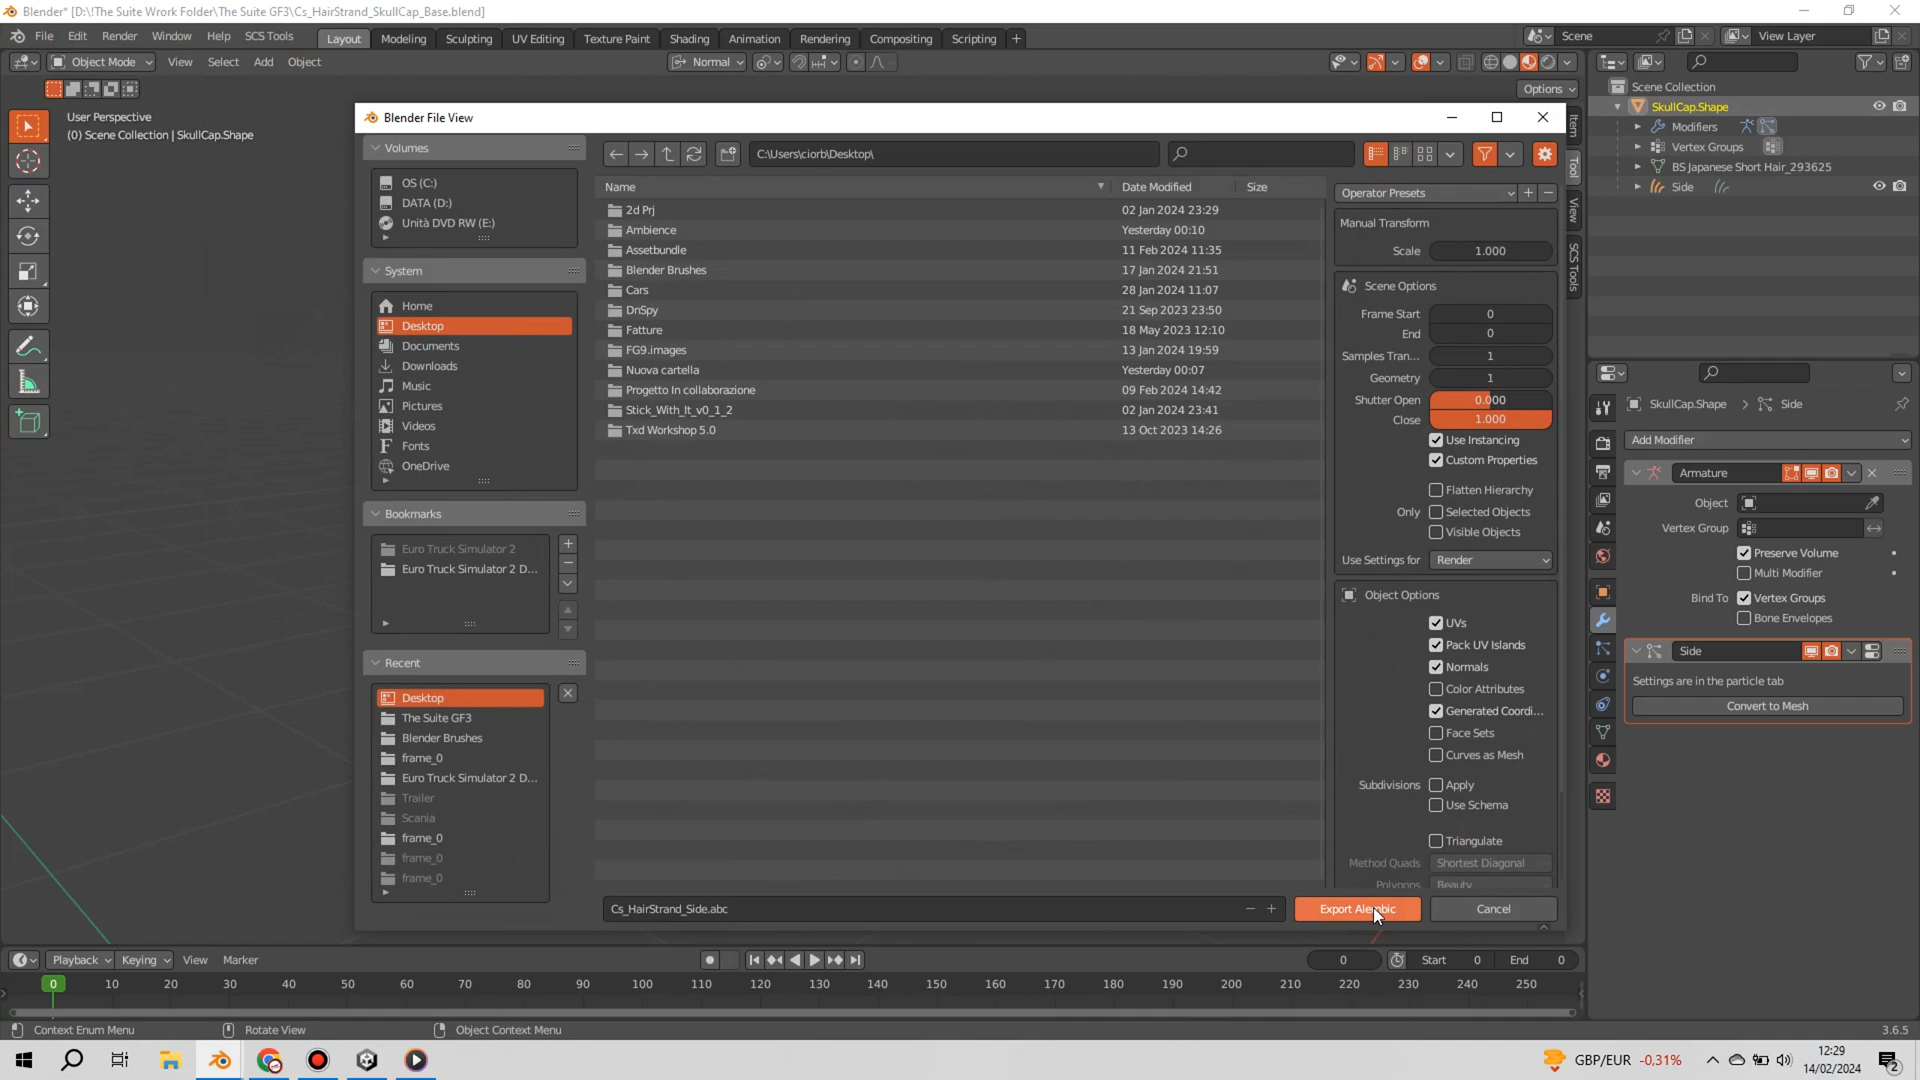 Blender* [D:\!The Suite Wrork Folder\The Suite GF3\Cs_HairStrand_SkullCap_Base.blend]
File Edit Render Window Help SCS Tools Layout Modeling Sculpting UV Editing Texture Paint Shading Animation Rendering Compositing Scripting + Scene View Layer
Object Mode View Select Add Object Normal
Options
User Perspective
(0) Scene Collection | SkullCap.Shape
Scene Collection
SkullCap.Shape
Modifiers
Vertex Groups
BS Japanese Short Hair_293625
Side
Item
Tool
View
SCS Tools
Blender File View
Volumes
OS (C:)
DATA (D:)
Unità DVD RW (E:)
System
Home
Desktop
Documents
Downloads
Music
Pictures
Videos
Fonts
OneDrive
Bookmarks
Euro Truck Simulator 2
Euro Truck Simulator 2 D...
Recent
Desktop
The Suite GF3
Blender Brushes
frame_0
Euro Truck Simulator 2 D...
Trailer
Scania
frame_0
frame_0
frame_0
C:\Users\ciorb\Desktop\
Name Date Modified Size
2d Prj 02 Jan 2024 23:29
Ambience Yesterday 00:10
Assetbundle 11 Feb 2024 11:35
Blender Brushes 17 Jan 2024 21:51
Cars 28 Jan 2024 11:07
DnSpy 21 Sep 2023 23:50
Fatture 18 May 2023 12:10
FG9.images 13 Jan 2024 19:59
Nuova cartella Yesterday 00:07
Progetto In collaborazione 09 Feb 2024 14:42
Stick_With_It_v0_1_2 02 Jan 2024 23:41
Txd Workshop 5.0 13 Oct 2023 14:26
Operator Presets
Manual Transform
Scale 1.000
Scene Options
Frame Start 0
End 0
Samples Tran... 1
Geometry 1
Shutter Open 0.000
Close 1.000
Use Instancing
Custom Properties
Flatten Hierarchy
Only Selected Objects
Visible Objects
Use Settings for Render
Object Options
UVs
Pack UV Islands
Normals
Color Attributes
Generated Coordi...
Face Sets
Curves as Mesh
Subdivisions Apply
Use Schema
Triangulate
Method Quads Shortest Diagonal
Polygons Beauty
Cs_HairStrand_Side.abc
Export Alembic Cancel
SkullCap.Shape > Side
Add Modifier
Armature
Object
Vertex Group
Preserve Volume
Multi Modifier
Bind To Vertex Groups
Bone Envelopes
Side
Settings are in the particle tab
Convert to Mesh
Playback Keying View Marker 0 Start 0 End 0
0 10 20 30 40 50 60 70 80 90 100 110 120 130 140 150 160 170 180 190 200 210 220 230 240 250
Context Enum Menu Rotate View Object Context Menu 3.6.5
GBP/EUR -0,31%
12:29
14/02/2024
2